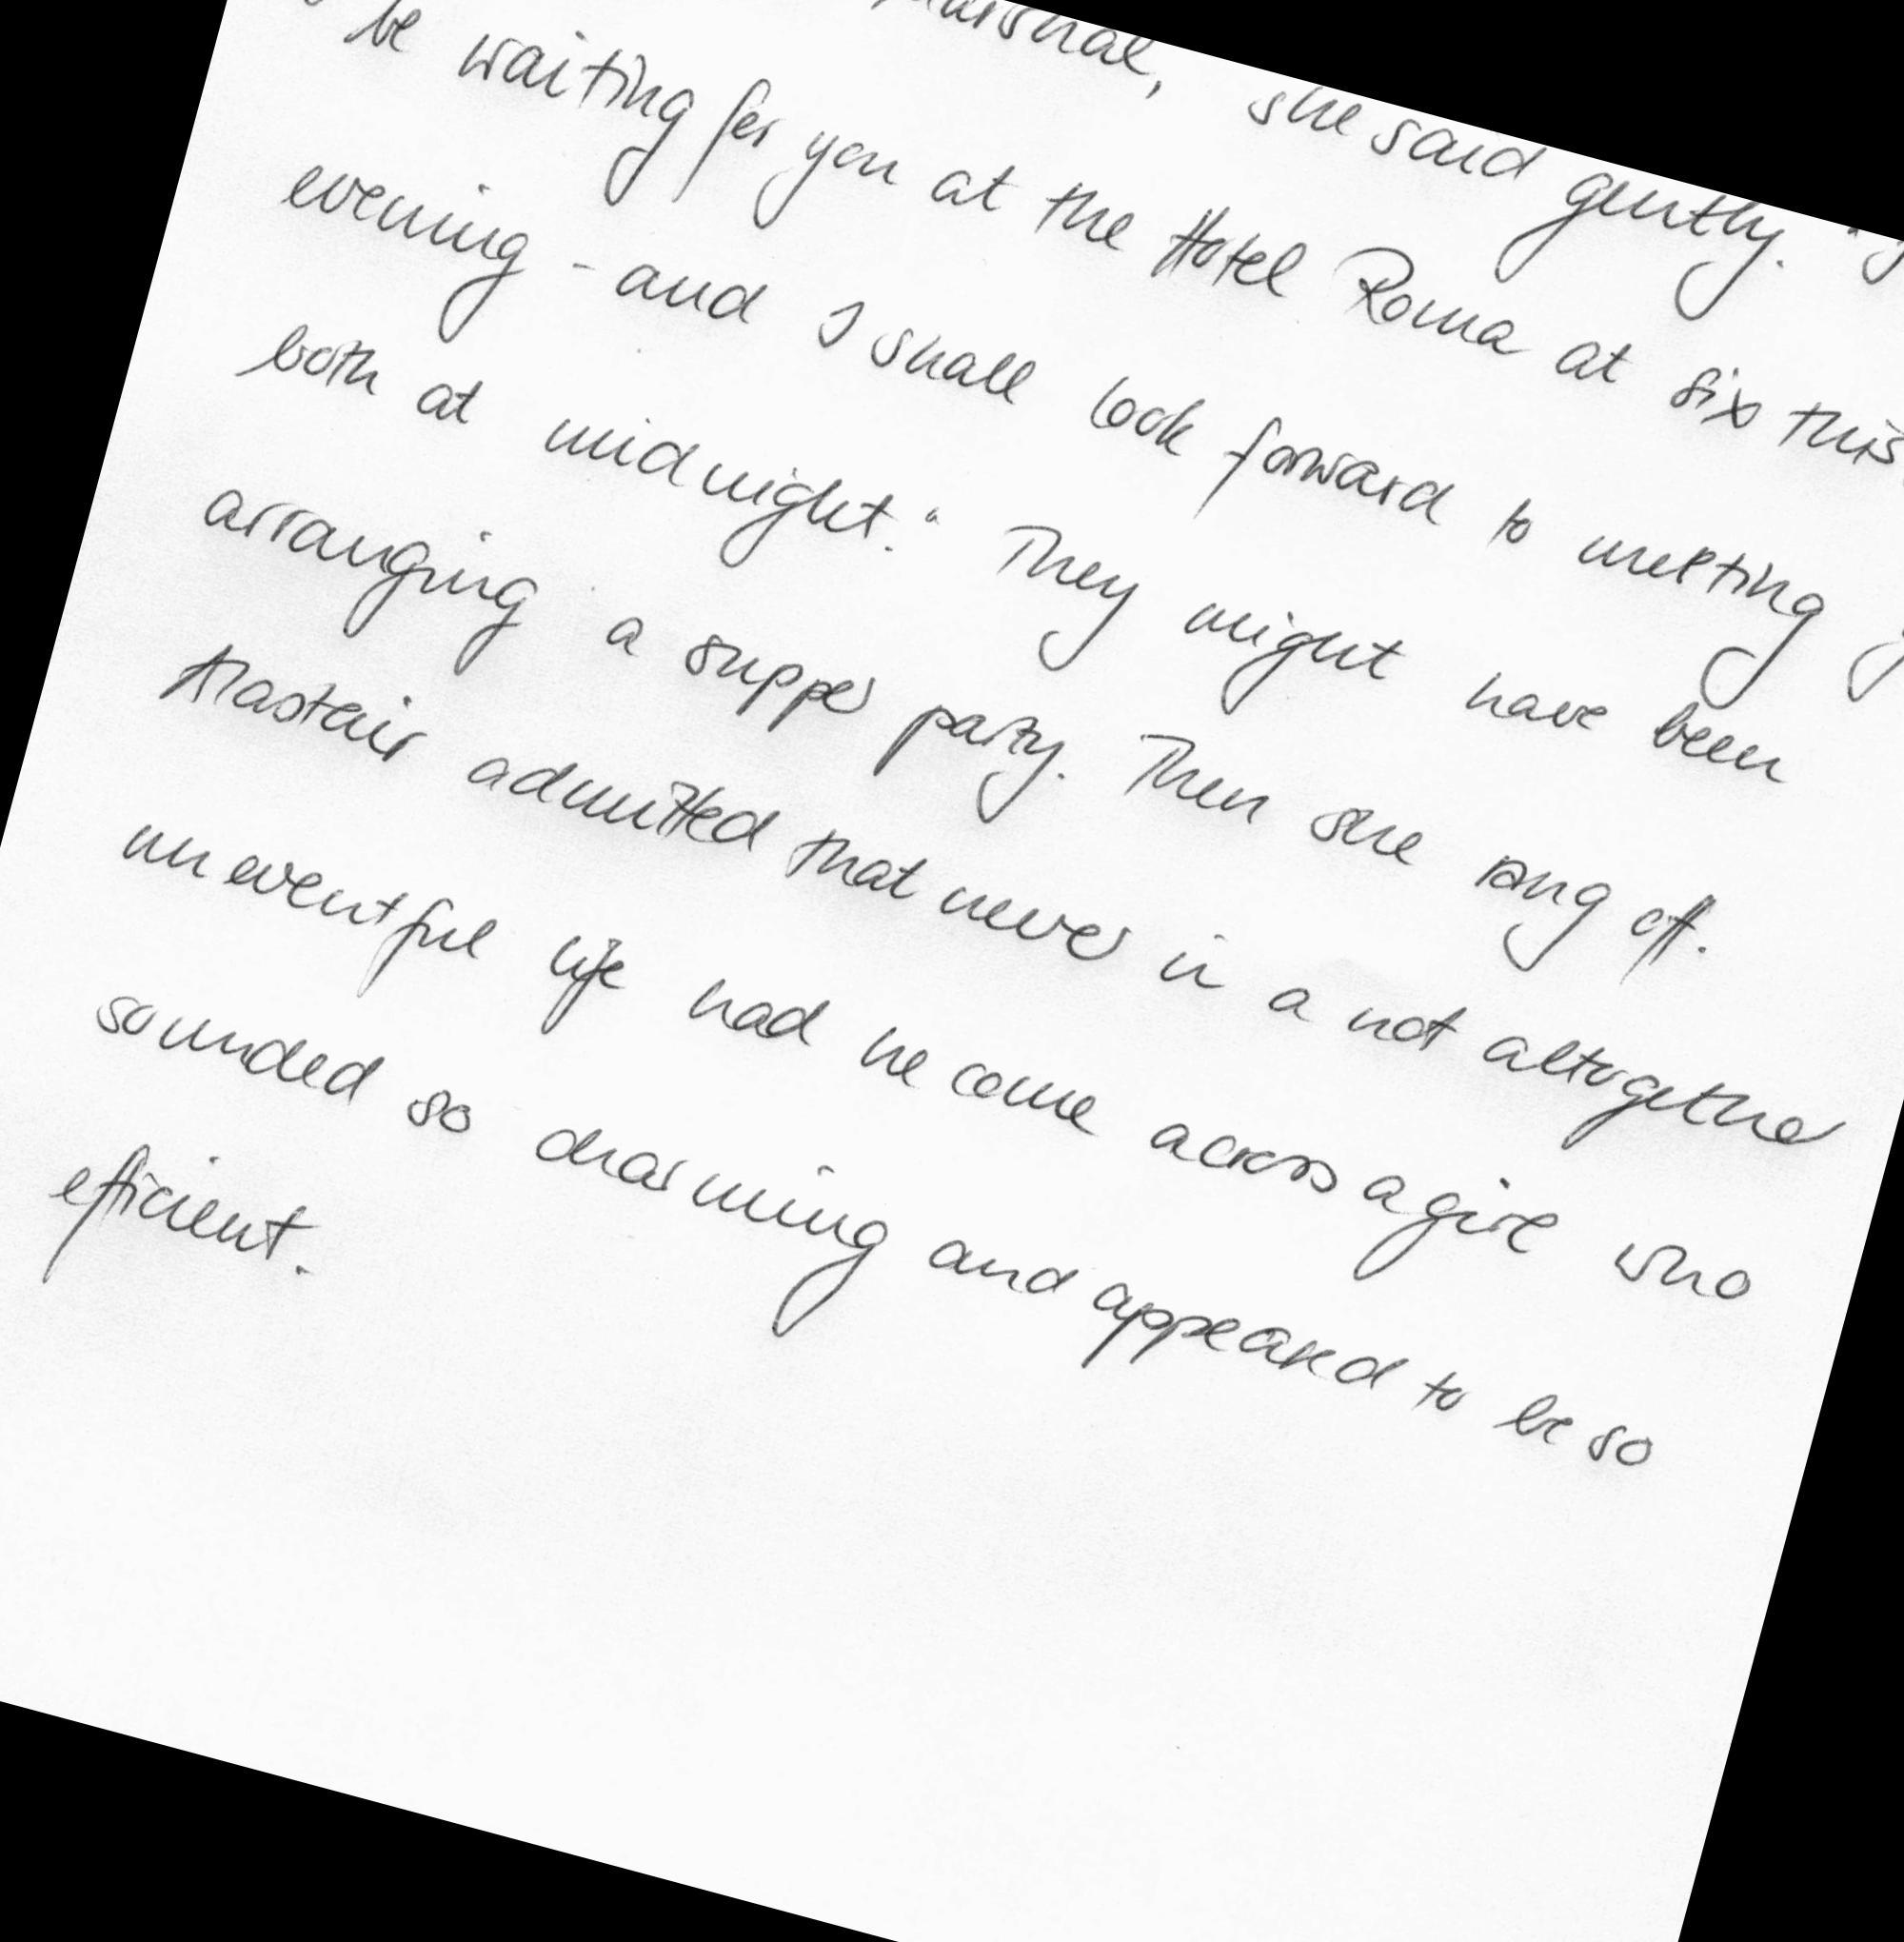 marshal, she said gently. "
be waiting for you at the Hotel Roma at six this
evening - and I shall look forward to meeting
both at midnight." They might have been
arranging a supper party. Then she rang off.
Alastair admitted that never in a not altogether
uneventful life had he come across a girl who
sounded so charming and appeared to be so
efficient.